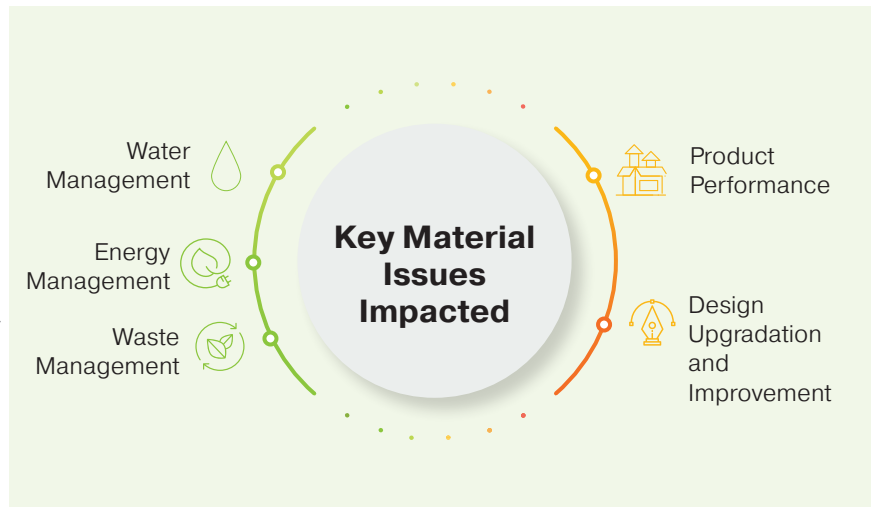 Key Material
Issues
Impacted
Water
Management
Energy
Management
Waste
Management
Product
Performance
Design
Upgradation
and
Improvement